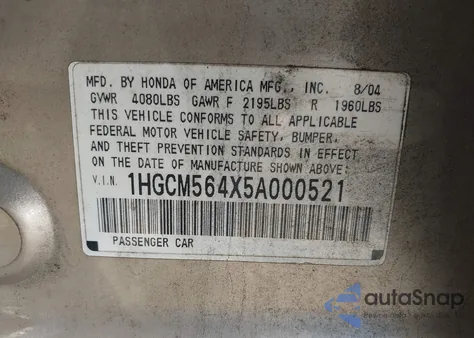 MFD. BY HONDA OF AMERICA MFG., INC. 8/04
GVWR 4080LBS GAWR F 2195LBS R 1960LBS
THIS VEHICLE CONFORMS TO ALL APPLICABLE
FEDERAL MOTOR VEHICLE SAFETY, BUMPER,
AND THEFT PREVENTION STANDARDS IN EFFECT
ON THE DATE OF MANUFACTURE SHOWN ABOVE.
V.I.N. 1HGCM564X5A000521
PASSENGER CAR
autoSnap